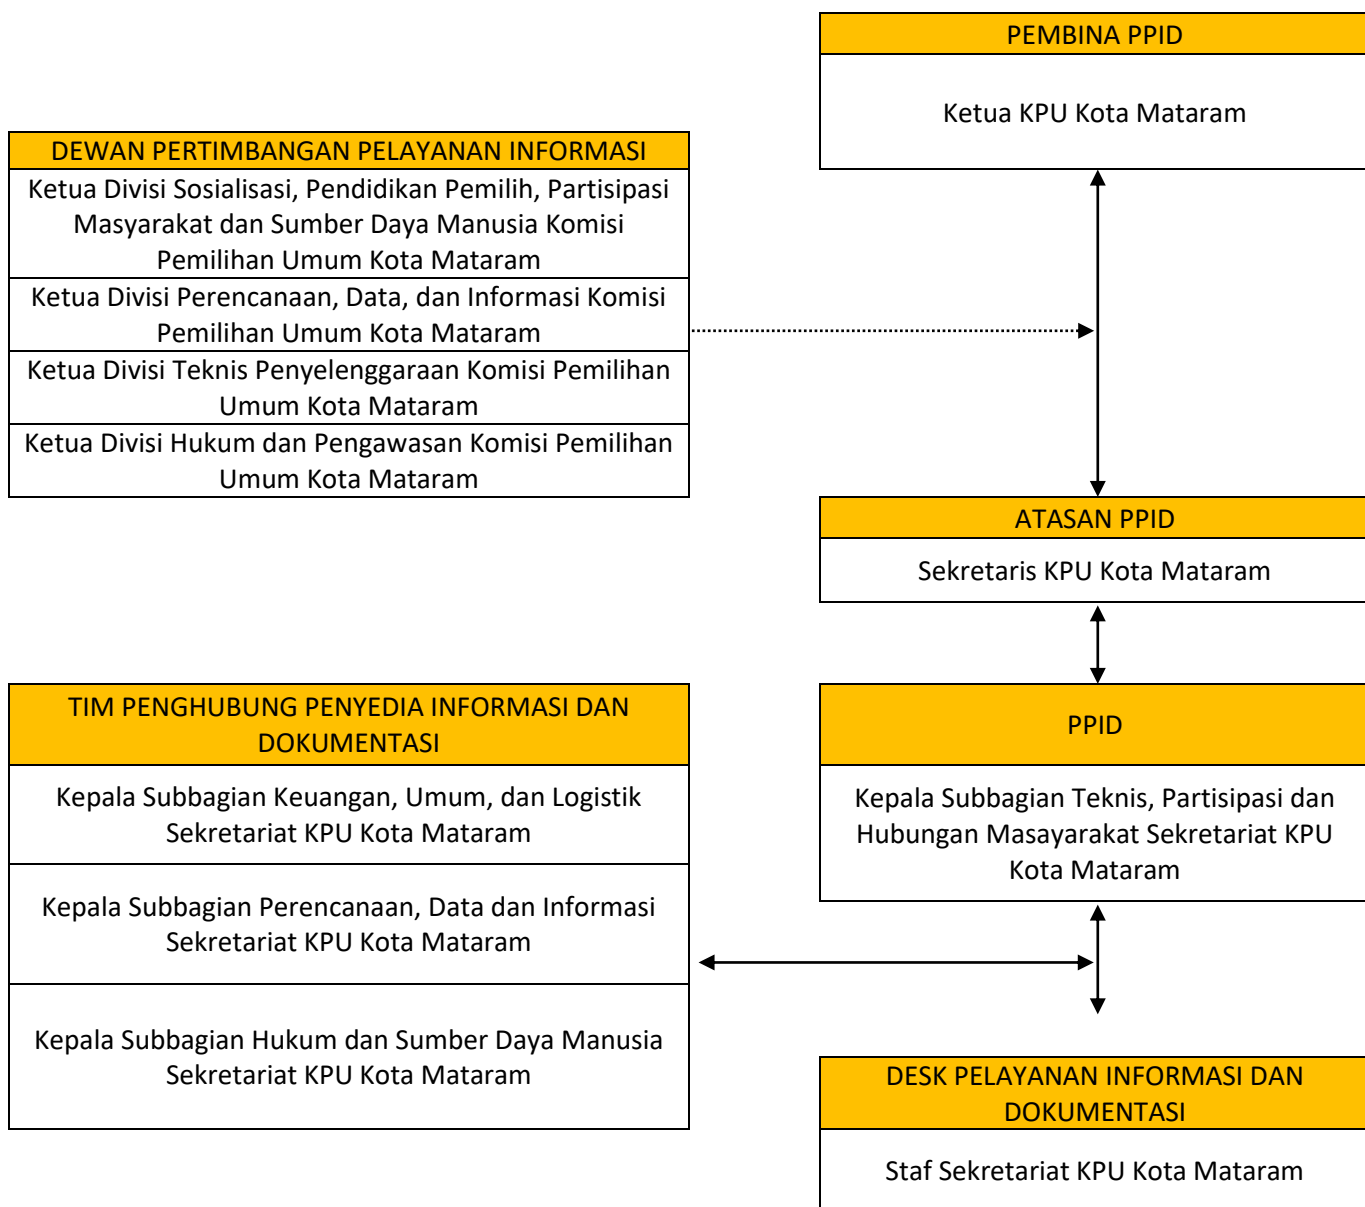 PEMBINA PPID
Ketua KPU Kota Mataram
DEWAN PERTIMBANGAN PELAYANAN INFORMASI
Ketua Divisi Sosialisasi, Pendidikan Pemilih, Partisipasi
Masyarakat dan Sumber Daya Manusia Komisi
Pemilihan Umum Kota Mataram
Ketua Divisi Perencanaan, Data, dan Informasi Komisi
Pemilihan Umum Kota Mataram
Ketua Divisi Teknis Penyelenggaraan Komisi Pemilihan
Umum Kota Mataram
Ketua Divisi Hukum dan Pengawasan Komisi Pemilihan
Umum Kota Mataram
ATASAN PPID
Sekretaris KPU Kota Mataram
TIM PENGHUBUNG PENYEDIA INFORMASI DAN
DOKUMENTASI
Kepala Subbagian Keuangan, Umum, dan Logistik
Sekretariat KPU Kota Mataram
Kepala Subbagian Perencanaan, Data dan Informasi
Sekretariat KPU Kota Mataram
Kepala Subbagian Hukum dan Sumber Daya Manusia
Sekretariat KPU Kota Mataram
PPID
Kepala Subbagian Teknis, Partisipasi dan
Hubungan Masayarakat Sekretariat KPU
Kota Mataram
DESK PELAYANAN INFORMASI DAN
DOKUMENTASI
Staf Sekretariat KPU Kota Mataram